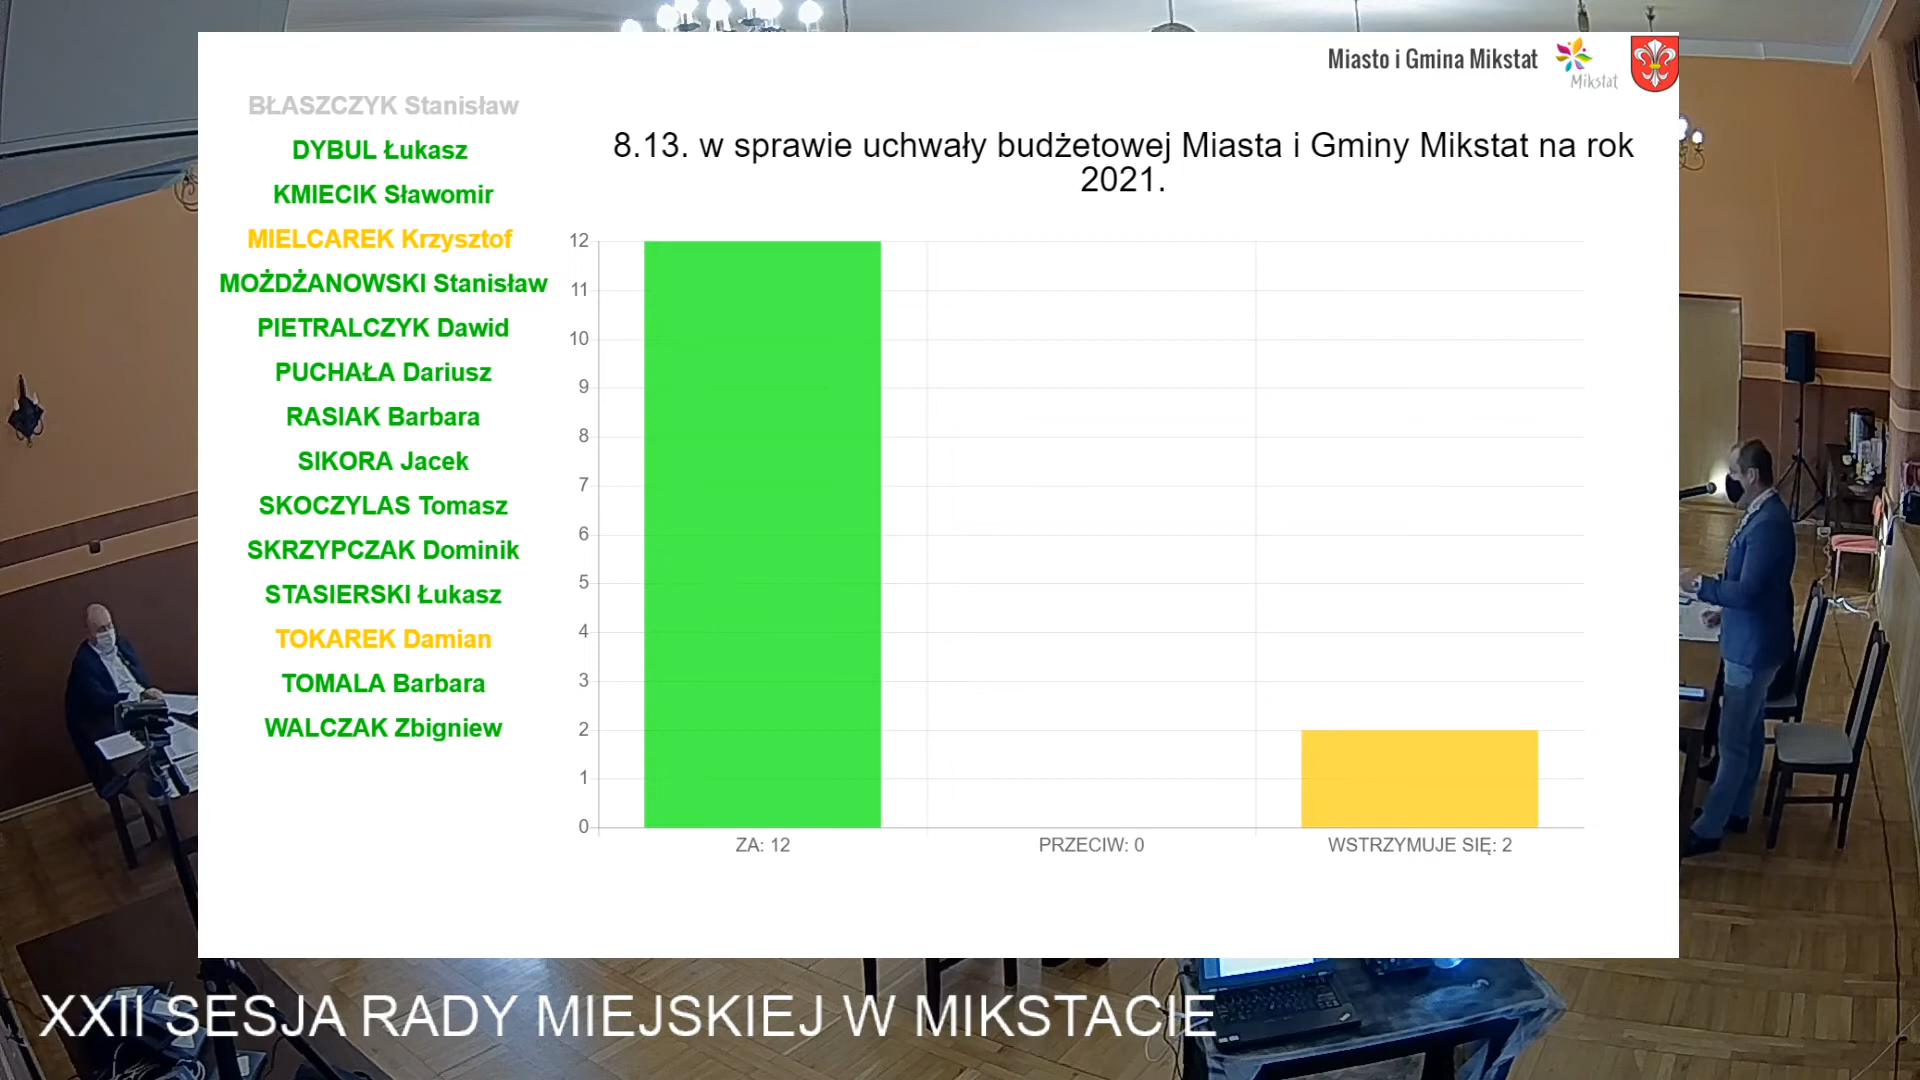 Miasto i Gmina Mikstat
Mikstat
BŁASZCZYK Stanisław
DYBUL Łukasz
KMIECIK Sławomir
MIELCAREK Krzysztof
MOŻDŻANOWSKI Stanisław
PIETRALCZYK Dawid
PUCHAŁA Dariusz
RASIAK Barbara
SIKORA Jacek
SKOCZYLAS Tomasz
SKRZYPCZAK Dominik
STASIERSKI Łukasz
TOKAREK Damian
TOMALA Barbara
WALCZAK Zbigniew
8.13. w sprawie uchwały budżetowej Miasta i Gminy Mikstat na rok
2021.
12
11
10
9
8
7
6
5
4
3
2
1
0
ZA: 12
PRZECIW: 0
WSTRZYMUJE SIĘ: 2
XXII SESJA RADY MIEJSKIEJ W MIKSTACIE